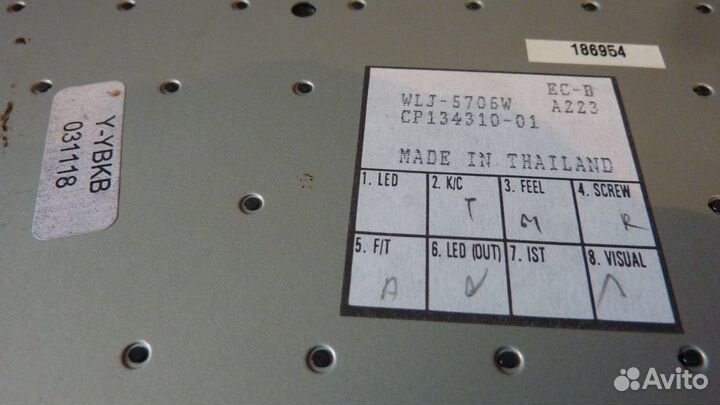 186954
WLJ-5706W EC-B
CP134310-01 A223
MADE IN THAILAND
1. LED 2. K/C 3. FEEL 4. SCREW
T M R
5. F/T 6. LED (OUT) 7. IST 8. VISUAL
A
Y-YBKB
031118
Avito